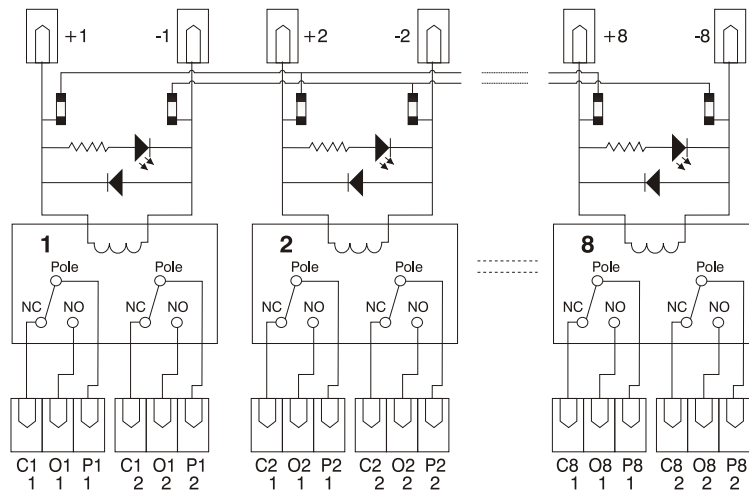 +1 -1 +2 -2 +8 -8
1 2 8
Pole Pole Pole Pole Pole Pole
NC NO NC NO NC NO NC NO NC NO NC NO
C1 O1 P1 C1 O1 P1 C2 O2 P2 C2 O2 P2 C8 O8 P8 C8 O8 P8
1 1 1 2 2 2 1 1 1 2 2 2 1 1 1 2 2 2